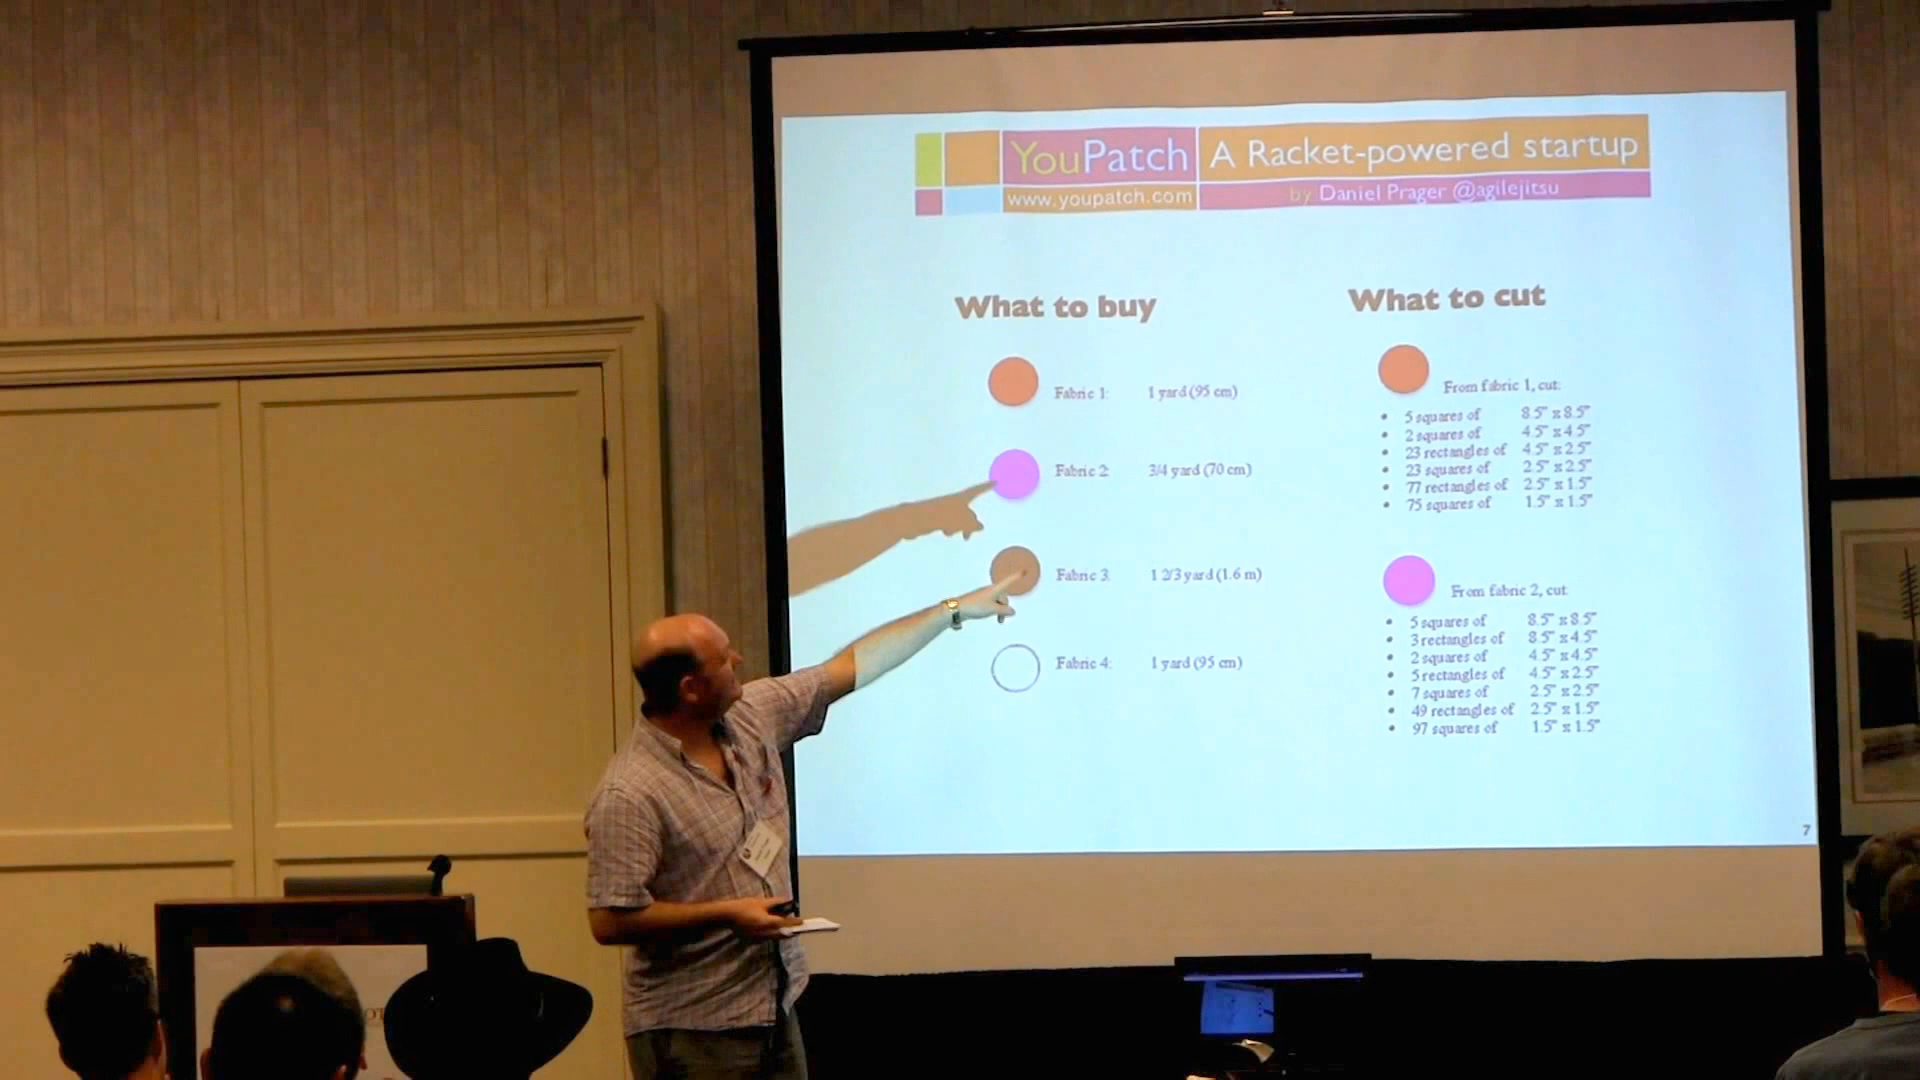 YouPatch
A Racket-powered startup
www.youpatch.com
by Daniel Prager @agilejitsu
What to buy
Fabric 1: 1 yard (95 cm)
Fabric 2: 3/4 yard (70 cm)
Fabric 3: 1 2/3 yard (1.6 m)
Fabric 4: 1 yard (95 cm)
What to cut
From fabric 1, cut:
• 5 squares of 8.5" x 8.5"
• 2 squares of 4.5" x 4.5"
• 23 rectangles of 4.5" x 2.5"
• 23 squares of 2.5" x 2.5"
• 77 rectangles of 2.5" x 1.5"
• 75 squares of 1.5" x 1.5"
From fabric 2, cut:
• 5 squares of 8.5" x 8.5"
• 3 rectangles of 8.5" x 4.5"
• 2 squares of 4.5" x 4.5"
• 5 rectangles of 4.5" x 2.5"
• 7 squares of 2.5" x 2.5"
• 49 rectangles of 2.5" x 1.5"
• 97 squares of 1.5" x 1.5"
7